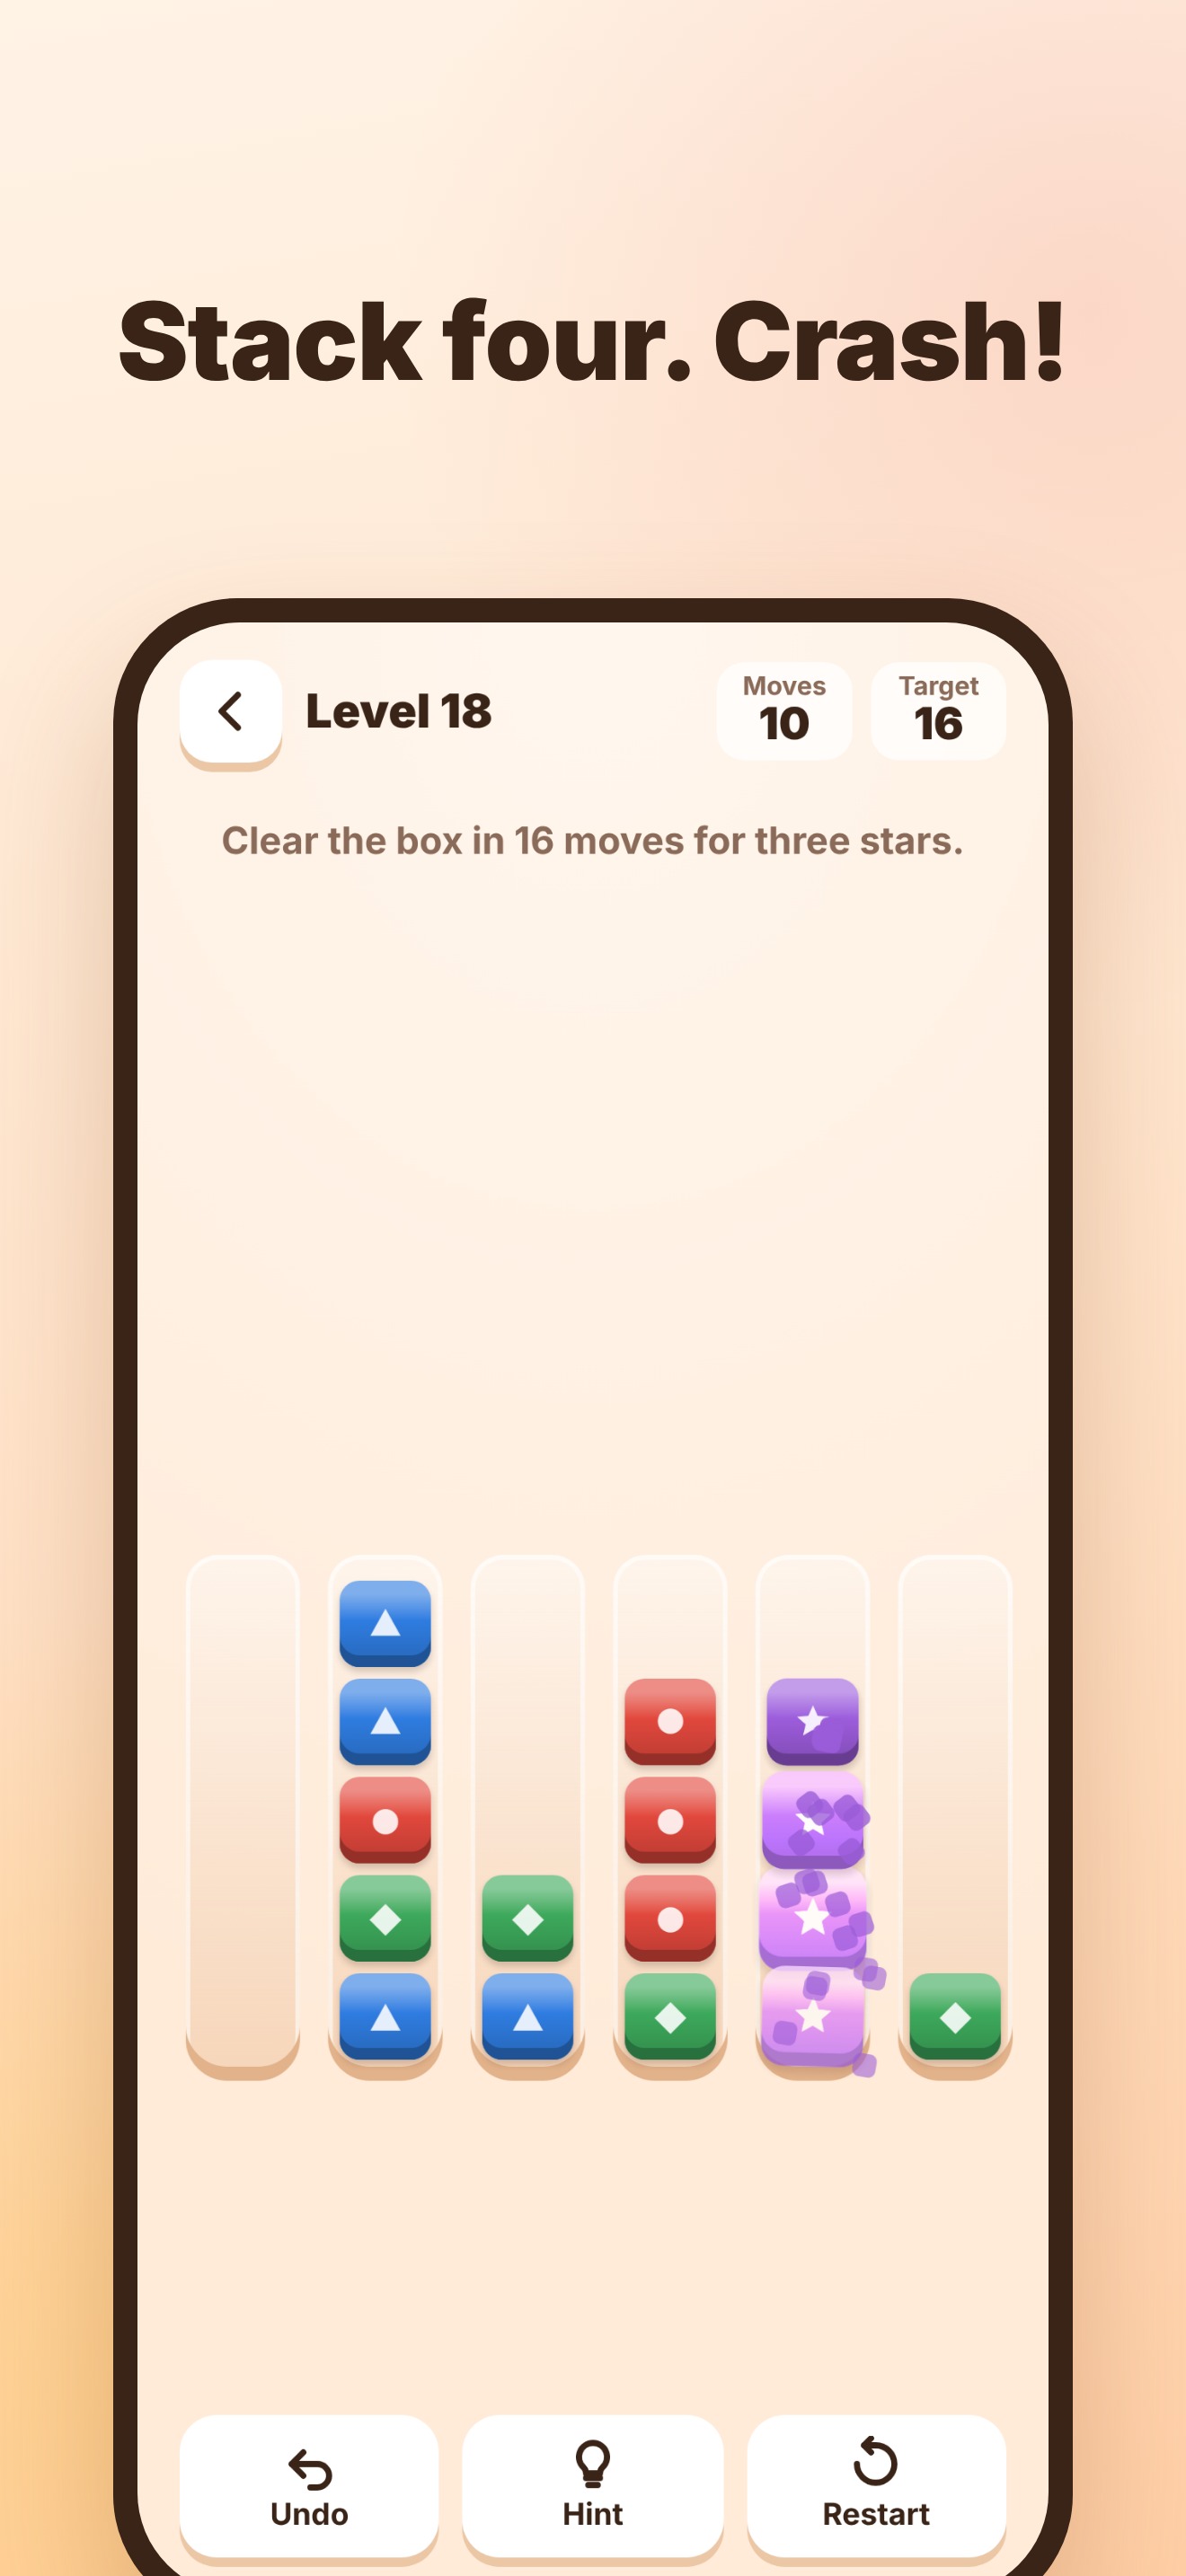 Stack four. Crash!
Level 18
Moves
10
Target
16
Clear the box in 16 moves for three stars.
Undo
Hint
Restart